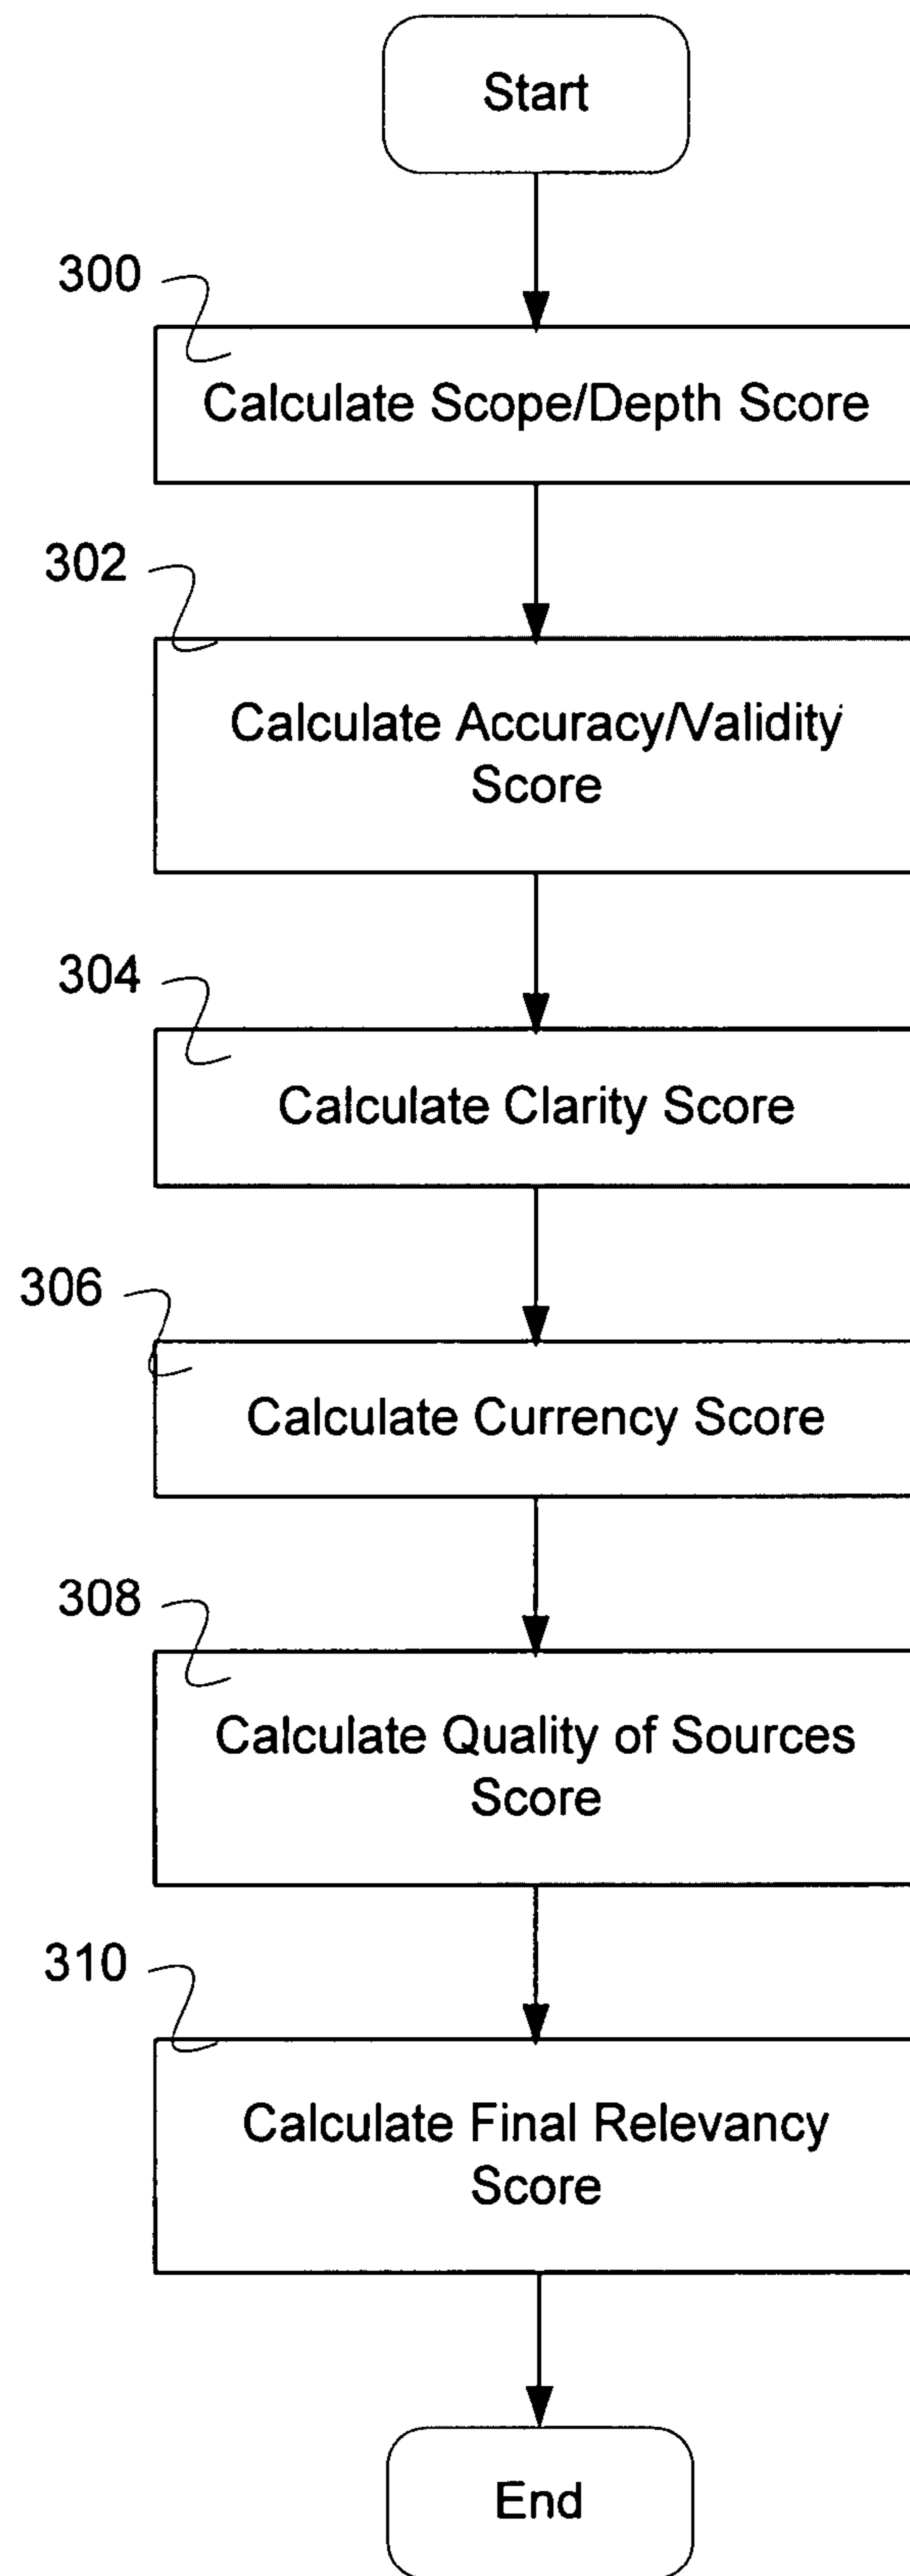 Start
300
Calculate Scope/Depth Score
302
Calculate Accuracy/Validity
Score
304
Calculate Clarity Score
306
Calculate Currency Score
308
Calculate Quality of Sources
Score
310
Calculate Final Relevancy
Score
End